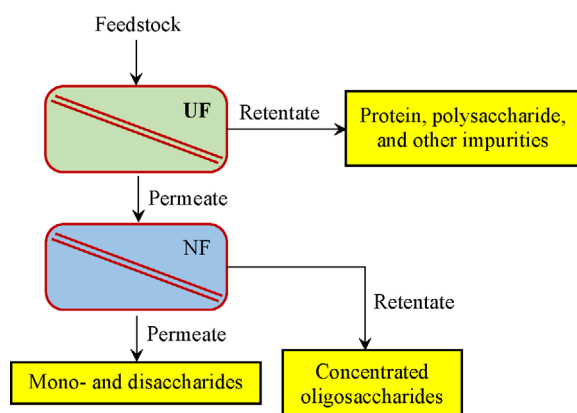 Feedstock
UF
Retentate
Protein, polysaccharide,
and other impurities
Permeate
NF
Retentate
Permeate
Mono- and disaccharides
Concentrated
oligosaccharides